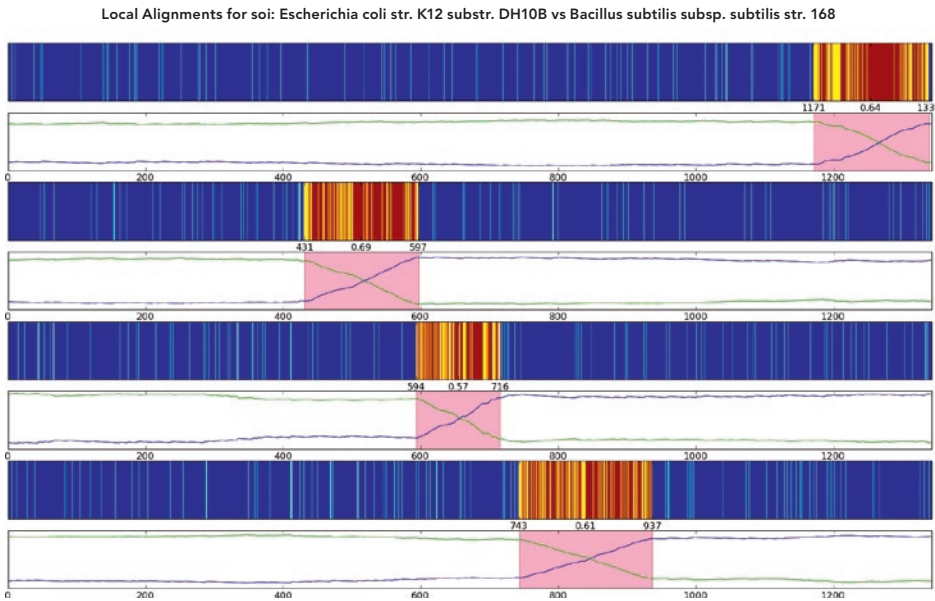 Local Alignments for soi: Escherichia coli str. K12 substr. DH10B vs Bacillus subtilis subsp. subtilis str. 168
1171 0.64 133
0 200 400 600 800 1000 1200
431 0.69 597
0 200 400 600 800 1000 1200
594 0.57 716
0 200 400 600 800 1000 1200
743 0.61 937
0 200 400 600 800 1000 1200